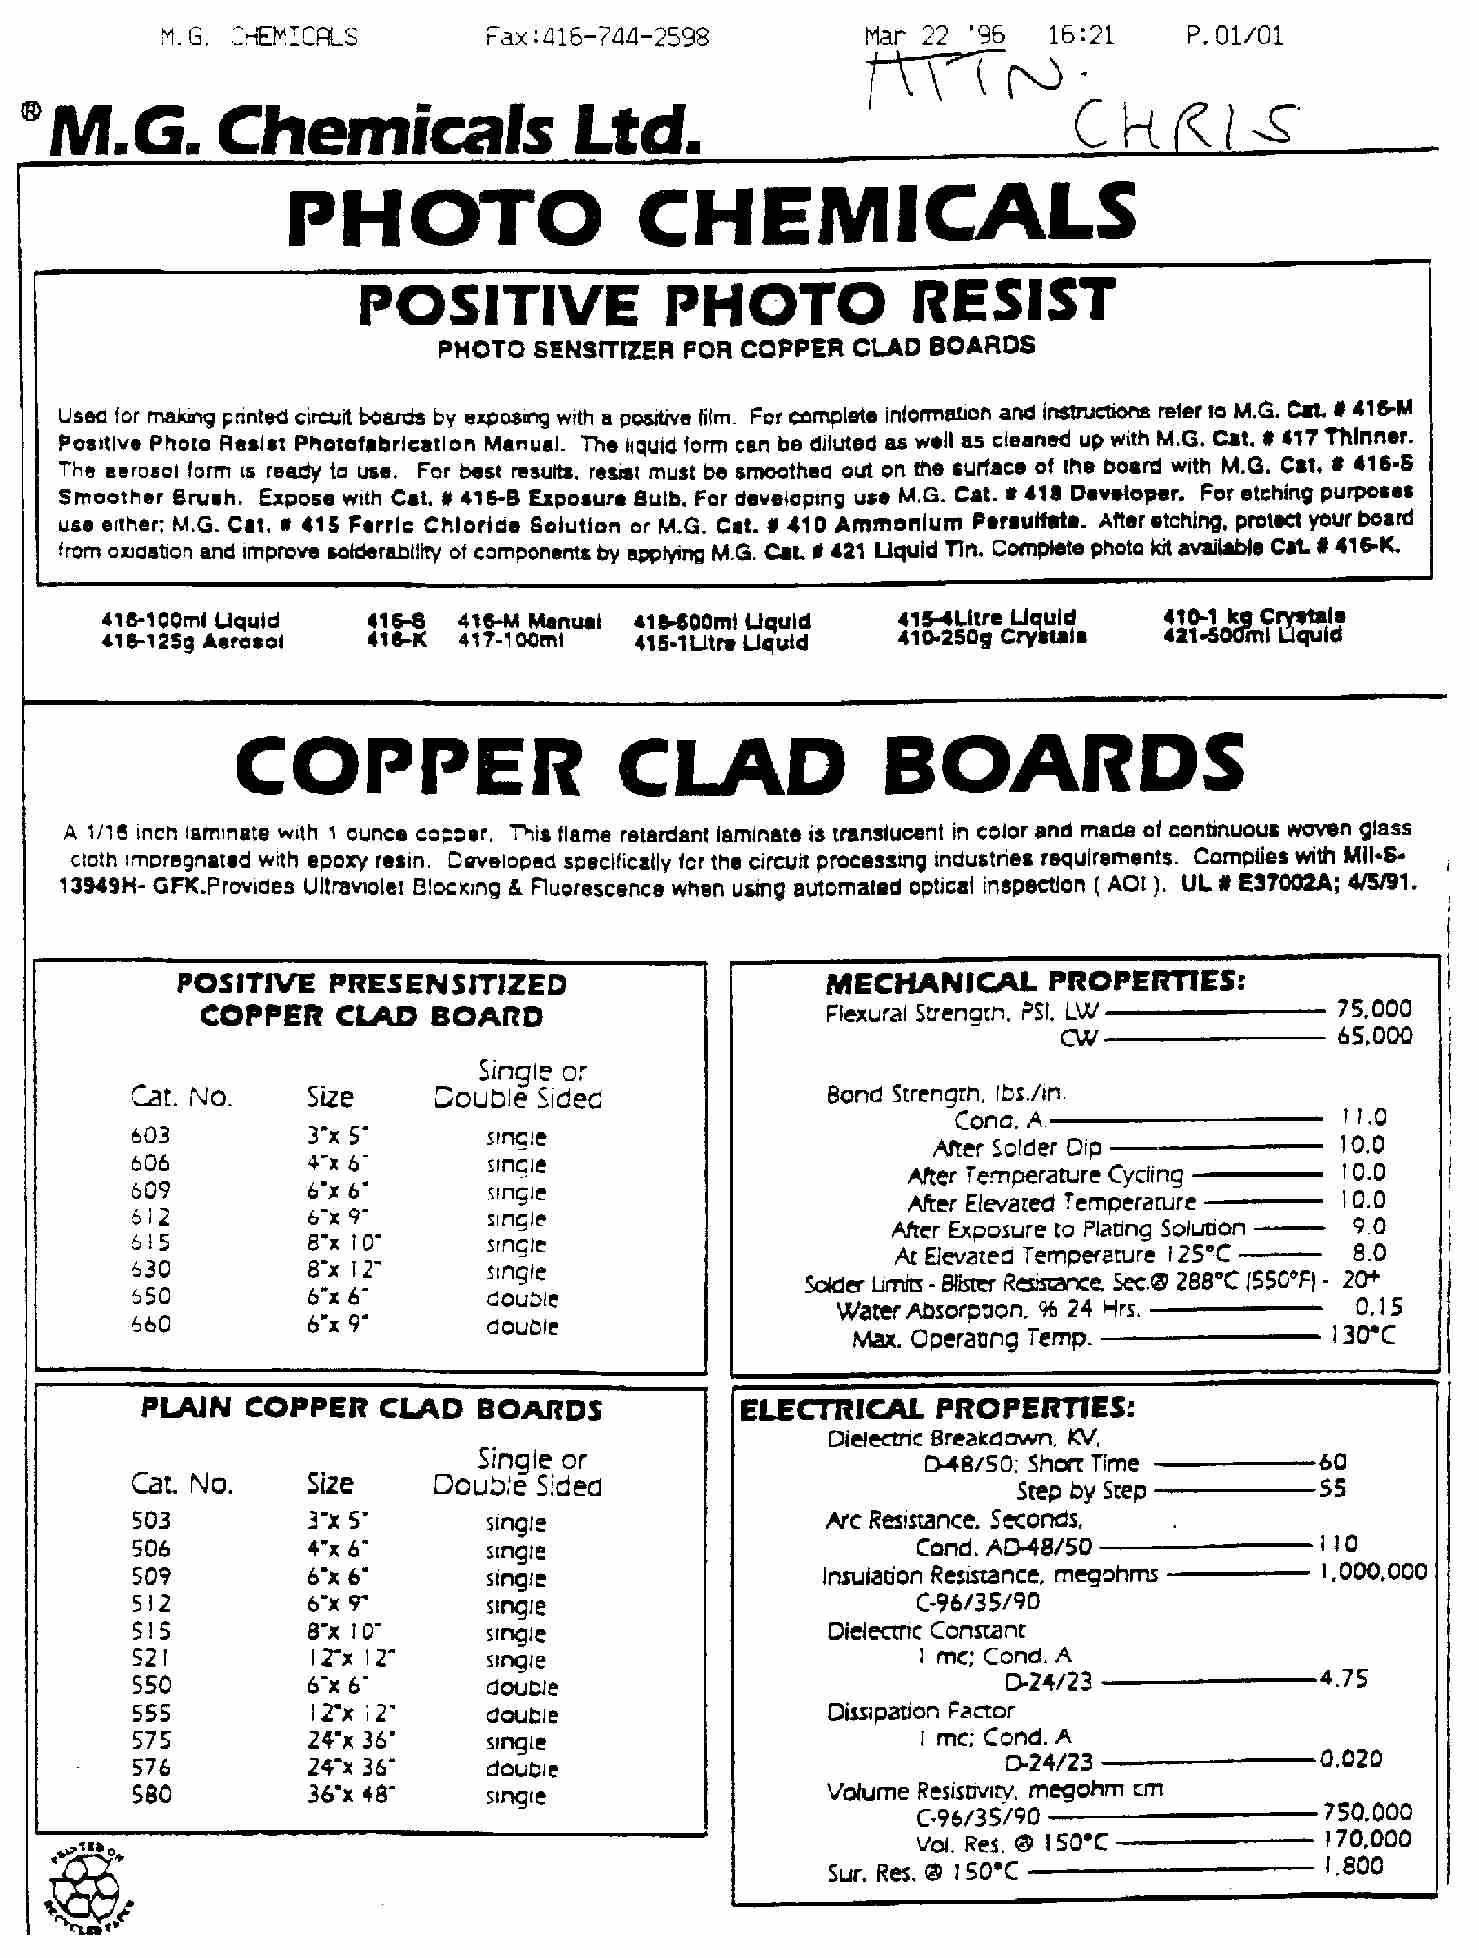 M.G. CHEMICALS Fax:416-744-2598 Mar 22 '96 16:21 P.01/01
ATTN.
CHRIS
® M.G. Chemicals Ltd.
PHOTO CHEMICALS
POSITIVE PHOTO RESIST
PHOTO SENSITIZER FOR COPPER CLAD BOARDS
Used for making printed circuit boards by exposing with a positive film. For complete information and instructions refer to M.G. Cat. # 416-M
Positive Photo Resist Photofabrication Manual. The liquid form can be diluted as well as cleaned up with M.G. Cat. # 417 Thinner.
The aerosol form is ready to use. For best results, resist must be smoothed out on the surface of the board with M.G. Cat. # 416-S
Smoother Brush. Expose with Cat. # 416-B Exposure Bulb. For developing use M.G. Cat. # 418 Developer. For etching purposes
use either; M.G. Cat. # 415 Ferric Chloride Solution or M.G. Cat. # 410 Ammonium Persulfate. After etching, protect your board
from oxidation and improve solderability of components by applying M.G. Cat. # 421 Liquid Tin. Complete photo kit available Cat. # 416-K.
416-100ml Liquid 416-S 416-M Manual 418-500ml Liquid 415-4Litre Liquid 410-1 kg Crystals
416-125g Aerosol 416-K 417-100ml 415-1Litre Liquid 410-250g Crystals 421-500ml Liquid
COPPER CLAD BOARDS
A 1/16 inch laminate with 1 ounce copper. This flame retardant laminate is translucent in color and made of continuous woven glass
cloth impregnated with epoxy resin. Developed specifically for the circuit processing industries requirements. Complies with Mil-S-
13949H- GFK.Provides Ultraviolet Blocking & Fluorescence when using automated optical inspection ( AOI ). UL # E37002A; 4/5/91.
POSITIVE PRESENSITIZED
COPPER CLAD BOARD
Single or
Cat. No. Size Double Sided
603 3"x 5" single
606 4"x 6" single
609 6"x 6" single
612 6"x 9" single
615 8"x 10" single
630 8"x 12" single
650 6"x 6" double
660 6"x 9" double
MECHANICAL PROPERTIES:
Flexural Strength, PSI, LW 75,000
CW 65,000
Bond Strength, lbs./in.
Cond. A 11.0
After Solder Dip 10.0
After Temperature Cycling 10.0
After Elevated Temperature 10.0
After Exposure to Plating Solution 9.0
At Elevated Temperature 125°C 8.0
Solder Limits - Blister Resistance, Sec.@ 288°C (550°F) - 20+
Water Absorption, % 24 Hrs. 0.15
Max. Operating Temp. 130°C
PLAIN COPPER CLAD BOARDS
Single or
Cat. No. Size Double Sided
503 3"x 5" single
506 4"x 6" single
509 6"x 6" single
512 6"x 9" single
515 8"x 10" single
521 12"x 12" single
550 6"x 6" double
555 12"x 12" double
575 24"x 36" single
576 24"x 36" double
580 36"x 48" single
ELECTRICAL PROPERTIES:
Dielectric Breakdown, KV,
D-48/50; Short Time 60
Step by Step 55
Arc Resistance, Seconds,
Cond. AD-48/50 110
Insulation Resistance, megohms 1,000,000
C-96/35/90
Dielectric Constant
1 mc; Cond. A
D-24/23 4.75
Dissipation Factor
1 mc; Cond. A
D-24/23 0.020
Volume Resistivity, megohm cm
C-96/35/90 750,000
Vol. Res. @ 150°C 170,000
Sur. Res. @ 150°C 1,800
PRINTED ON
RECYCLED PAPER